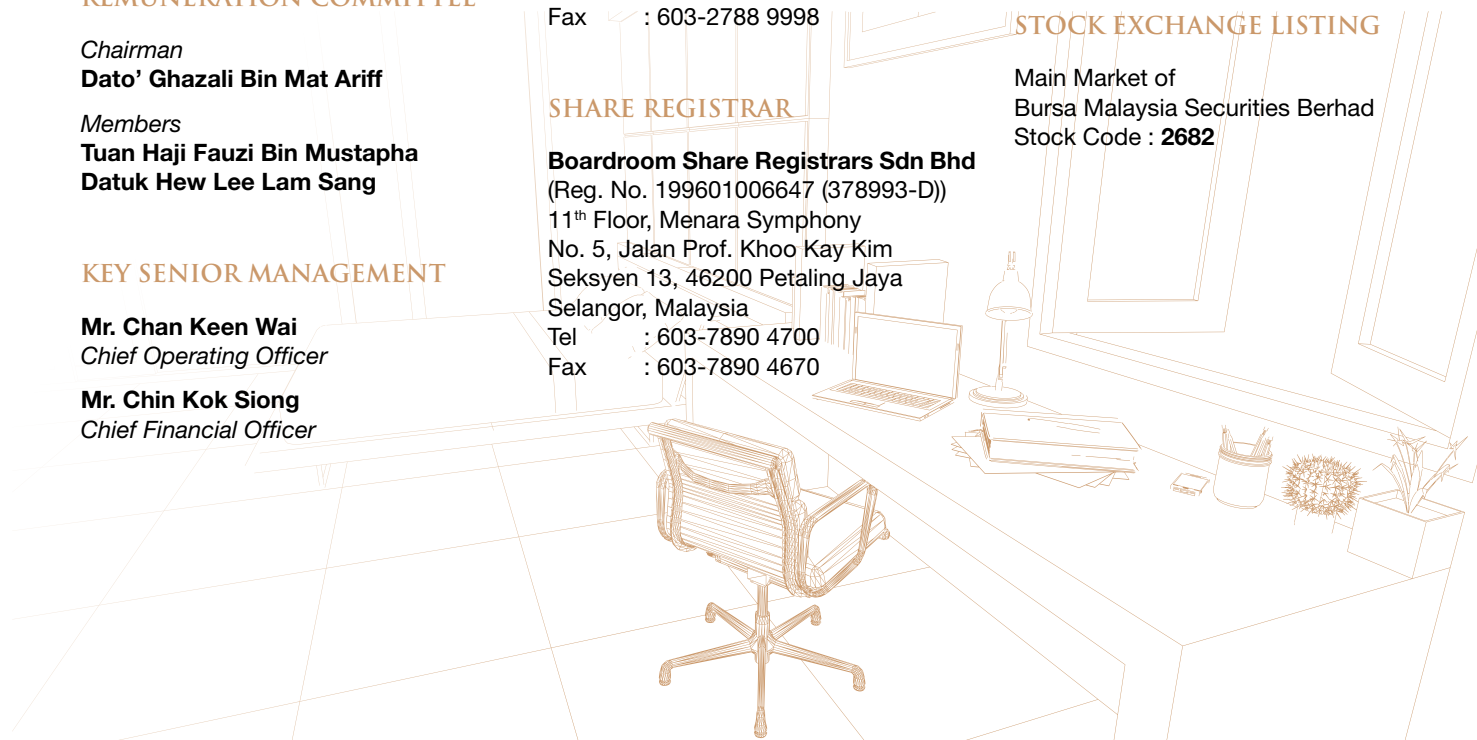 REMUNERATION COMMITTEE
Chairman
Dato’ Ghazali Bin Mat Ariff
Members
Tuan Haji Fauzi Bin Mustapha
Datuk Hew Lee Lam Sang
KEY SENIOR MANAGEMENT
Mr. Chan Keen Wai
Chief Operating Officer
Mr. Chin Kok Siong
Chief Financial Officer
Fax : 603-2788 9998
SHARE REGISTRAR
Boardroom Share Registrars Sdn Bhd
(Reg. No. 199601006647 (378993-D))
11th Floor, Menara Symphony
No. 5, Jalan Prof. Khoo Kay Kim
Seksyen 13, 46200 Petaling Jaya
Selangor, Malaysia
Tel : 603-7890 4700
Fax : 603-7890 4670
STOCK EXCHANGE LISTING
Main Market of
Bursa Malaysia Securities Berhad
Stock Code : 2682